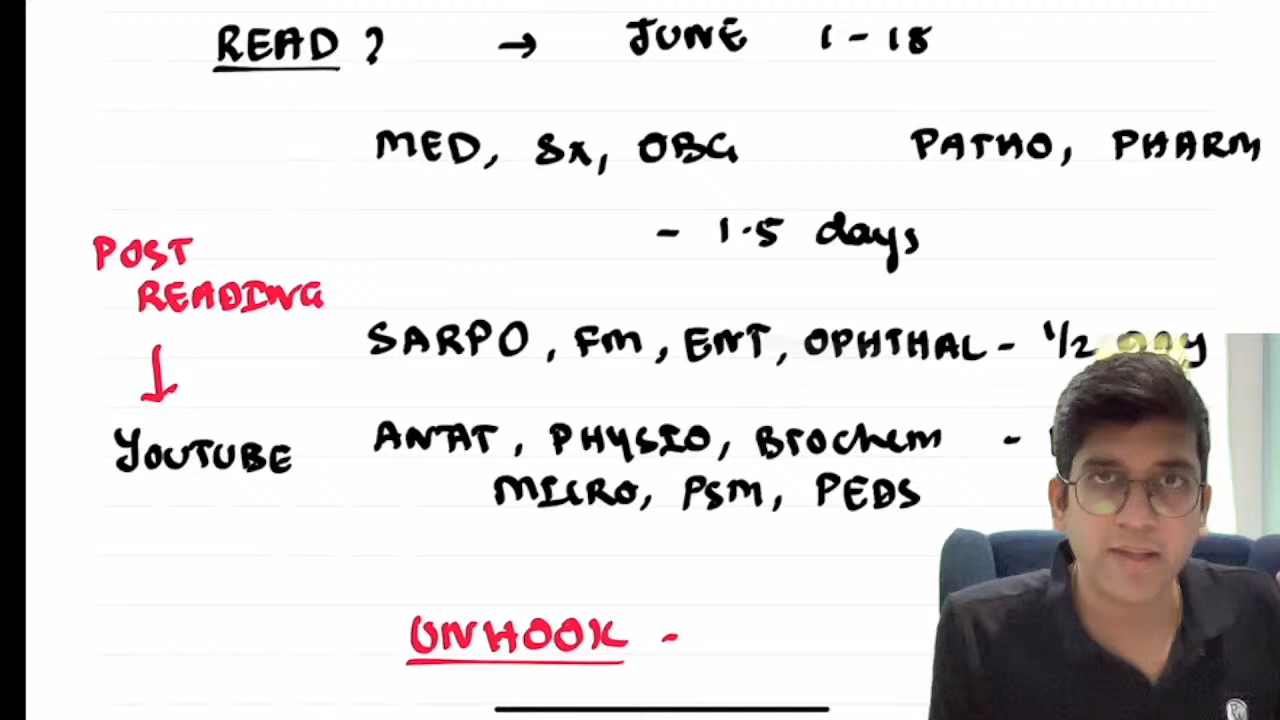 READ ? → JUNE 1 - 18
MED, Sx, OBG PATHO, PHARM
- 1.5 days
POST
READING
SARPO, FM, ENT, OPHTHAL - 1/2 DAY
YOUTUBE
ANAT, PHYSIO, Biochem -
MICRO, PSM, PEDS
UNHOOK -